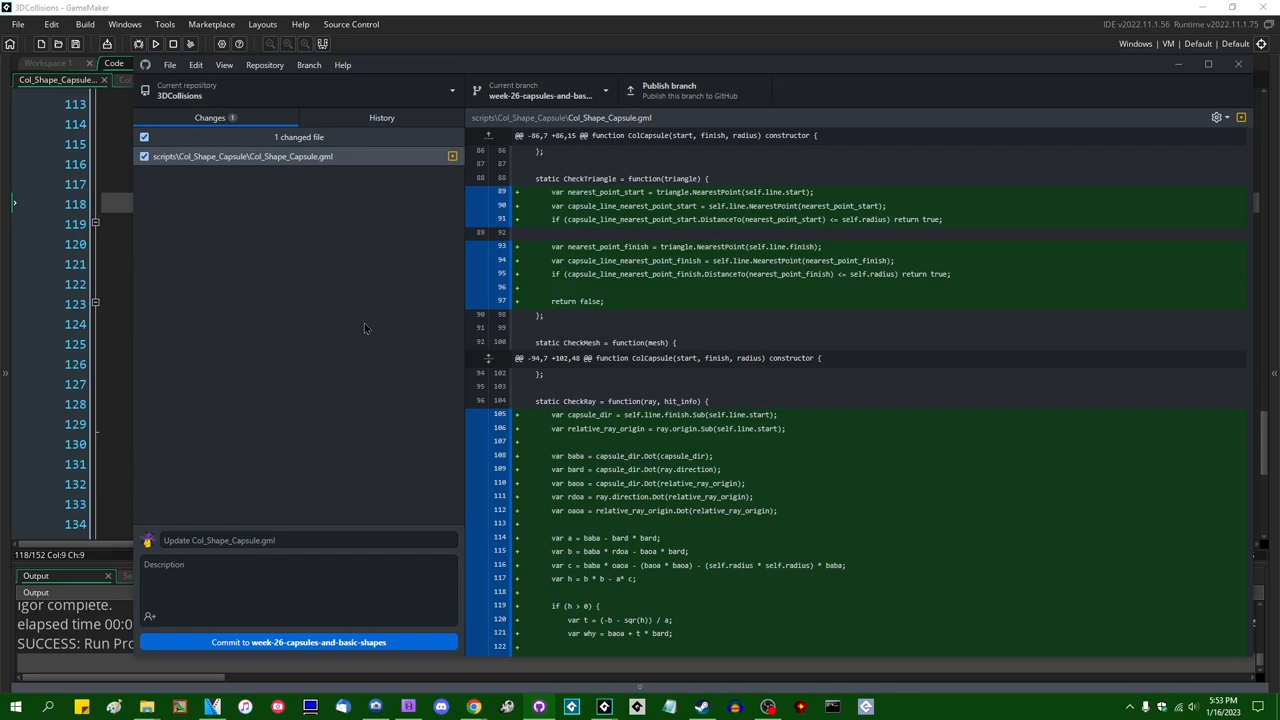 3DCollisions - GameMaker
File Edit Build Windows Tools Marketplace Layouts Help Source Control
IDE v2022.11.1.56 Runtime v2022.11.1.75
Windows | VM | Default | Default
Workspace 1 Code
Col_Shape_Capsule... Col
File Edit View Repository Branch Help
Current repository
3DCollisions
Current branch
week-26-capsules-and-bas...
Publish branch
Publish this branch to GitHub
Changes 1 History
1 changed file
scripts\Col_Shape_Capsule\Col_Shape_Capsule.gml
scripts\Col_Shape_Capsule\Col_Shape_Capsule.gml
@@ -86,7 +86,15 @@ function ColCapsule(start, finish, radius) constructor {
86 86 };
87 87
88 88 static CheckTriangle = function(triangle) {
89 + var nearest_point_start = triangle.NearestPoint(self.line.start);
90 + var capsule_line_nearest_point_start = self.line.NearestPoint(nearest_point_start);
91 + if (capsule_line_nearest_point_start.DistanceTo(nearest_point_start) <= self.radius) return true;
89 92
93 + var nearest_point_finish = triangle.NearestPoint(self.line.finish);
94 + var capsule_line_nearest_point_finish = self.line.NearestPoint(nearest_point_finish);
95 + if (capsule_line_nearest_point_finish.DistanceTo(nearest_point_finish) <= self.radius) return true;
96 +
97 + return false;
90 98 };
91 99
92 100 static CheckMesh = function(mesh) {
@@ -94,7 +102,48 @@ function ColCapsule(start, finish, radius) constructor {
94 102 };
95 103
96 104 static CheckRay = function(ray, hit_info) {
105 + var capsule_dir = self.line.finish.Sub(self.line.start);
106 + var relative_ray_origin = ray.origin.Sub(self.line.start);
107 +
108 + var baba = capsule_dir.Dot(capsule_dir);
109 + var bard = capsule_dir.Dot(ray.direction);
110 + var baoa = capsule_dir.Dot(relative_ray_origin);
111 + var rdoa = ray.direction.Dot(relative_ray_origin);
112 + var oaoa = relative_ray_origin.Dot(relative_ray_origin);
113 +
114 + var a = baba - bard * bard;
115 + var b = baba * rdoa - baoa * bard;
116 + var c = baba * oaoa - (baoa * baoa) - (self.radius * self.radius) * baba;
117 + var h = b * b - a* c;
118 +
119 + if (h > 0) {
120 + var t = (-b - sqr(h)) / a;
121 + var why = baoa + t * bard;
122 +
113
114
115
116
117
118
119
120
121
122
123
124
125
126
127
128
129
130
131
132
133
134
118/152 Col:9 Ch:9
Update Col_Shape_Capsule.gml
Description
Commit to week-26-capsules-and-basic-shapes
Output
Output
Igor complete.
elapsed time 00:0
SUCCESS: Run Pro
5:53 PM
1/16/2023